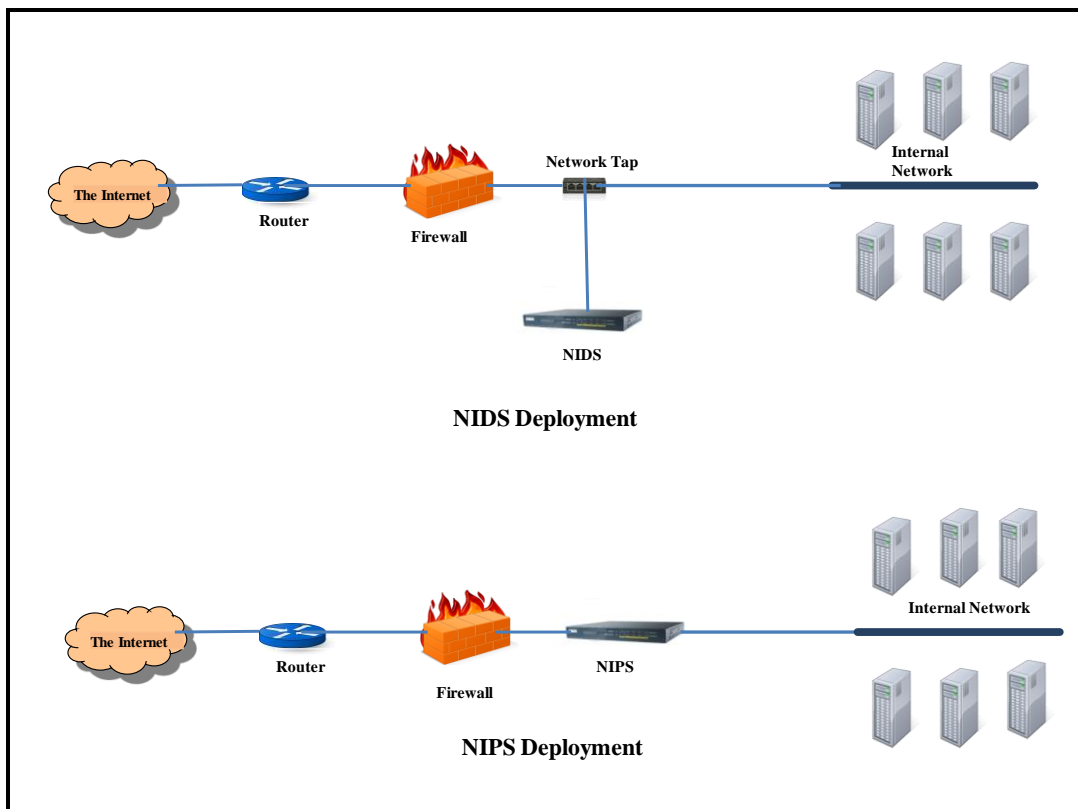 Internal
Network
Network Tap
The Internet
Router
Firewall
NIDS
NIDS Deployment
Internal Network
The Internet
Router
NIPS
Firewall
NIPS Deployment